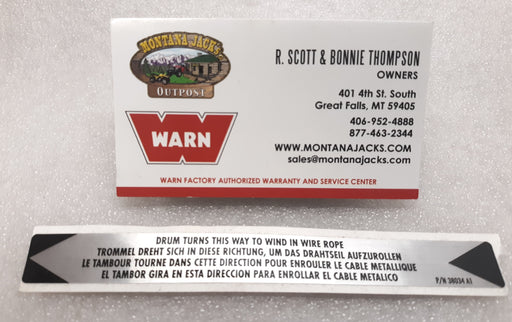 MONTANA JACK'S
OUTPOST
WARN
R. SCOTT & BONNIE THOMPSON
OWNERS
401 4th St. South
Great Falls, MT 59405
406-952-4888
877-463-2344
WWW.MONTANAJACKS.COM
sales@montanajacks.com
WARN FACTORY AUTHORIZED WARRANTY AND SERVICE CENTER
DRUM TURNS THIS WAY TO WIND IN WIRE ROPE
TROMMEL DREHT SICH IN DIESE RICHTUNG, UM DAS DRAHTSEIL AUFZUROLLEN
LE TAMBOUR TOURNE DANS CETTE DIRECTION POUR ENROULER LE CABLE METALLIQUE
EL TAMBOR GIRA EN ESTA DIRECCION PARA ENROLLAR EL CABLE METALICO
P/N 38034 A1